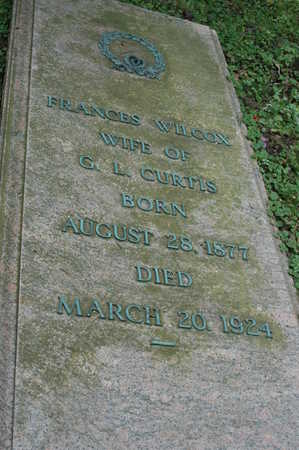 FRANCES WILCOX
WIFE OF
G. L. CURTIS
BORN
AUGUST 28, 1877
DIED
MARCH 20, 1924